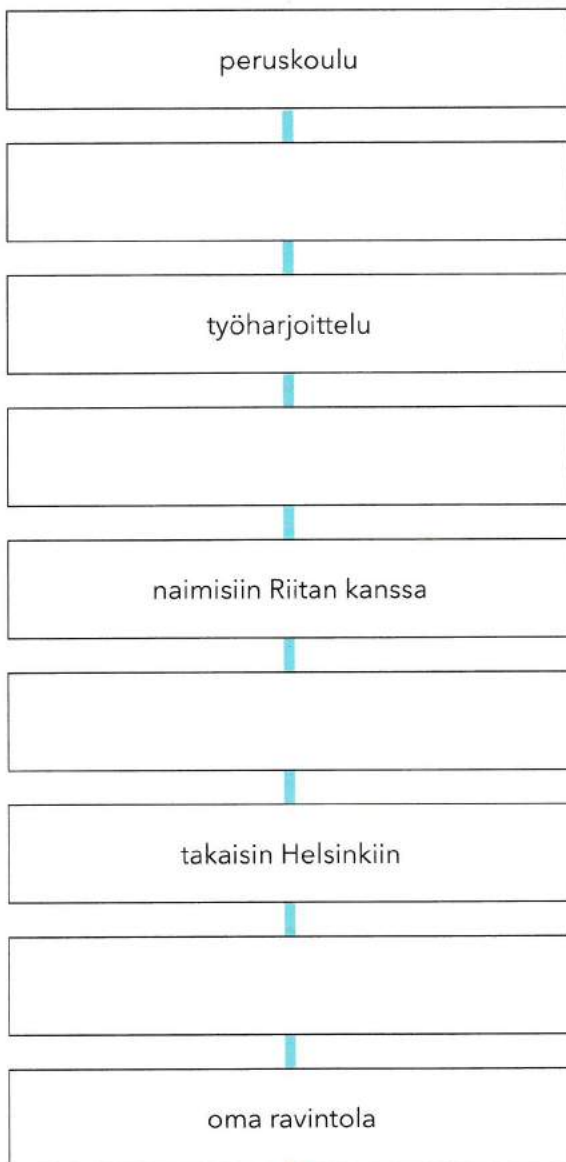 peruskoulu
työharjoittelu
naimisiin Riitan kanssa
takaisin Helsinkiin
oma ravintola